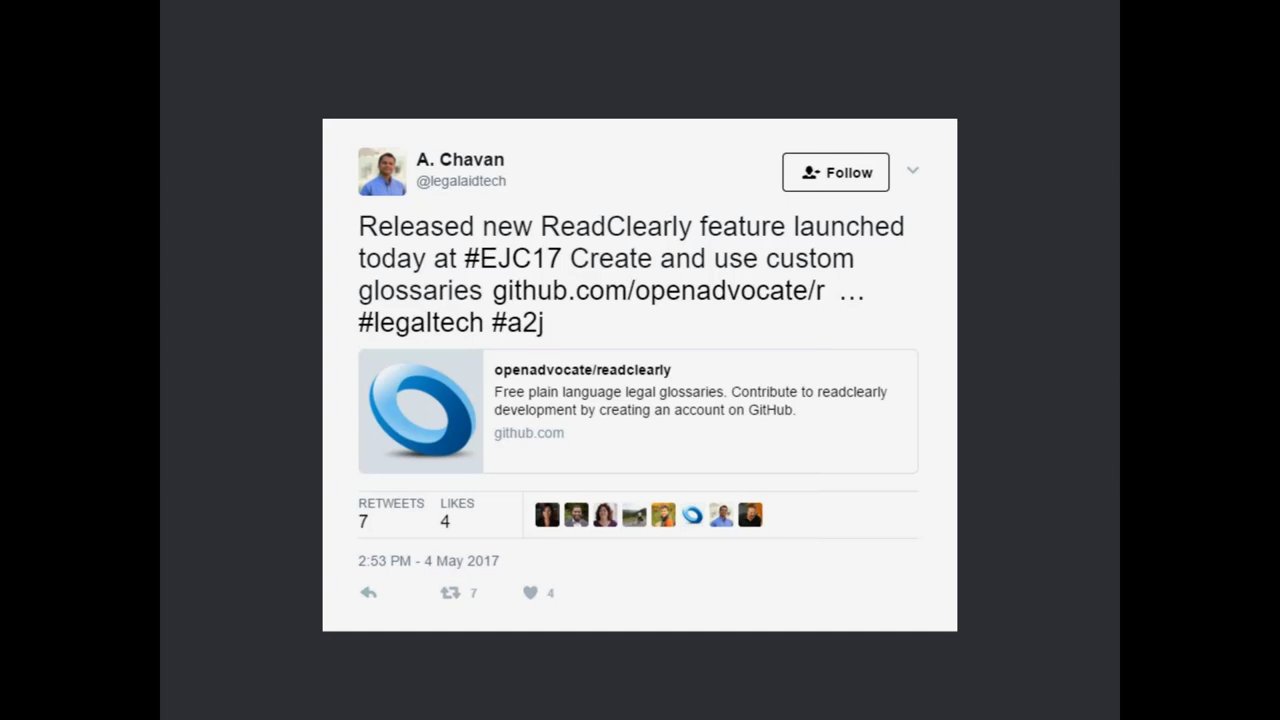 A. Chavan
@legalaidtech
Follow
Released new ReadClearly feature launched
today at #EJC17 Create and use custom
glossaries github.com/openadvocate/r …
#legaltech #a2j
openadvocate/readclearly
Free plain language legal glossaries. Contribute to readclearly
development by creating an account on GitHub.
github.com
RETWEETS LIKES
7 4
2:53 PM - 4 May 2017
7 4